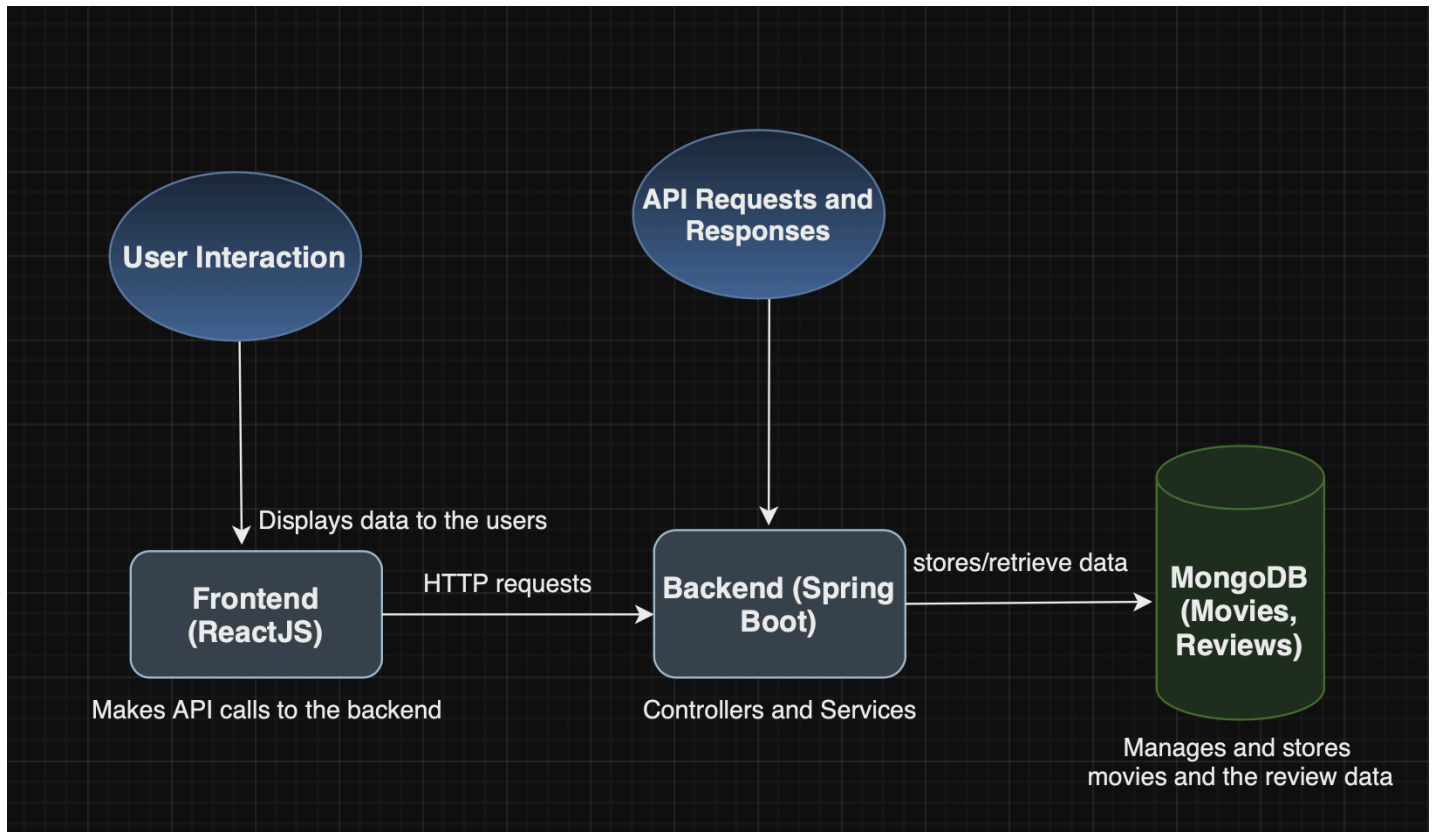 API Requests and
Responses
User Interaction
Displays data to the users
HTTP requests
stores/retrieve data
Frontend
(ReactJS)
Backend (Spring
Boot)
MongoDB
(Movies,
Reviews)
Makes API calls to the backend
Controllers and Services
Manages and stores
movies and the review data